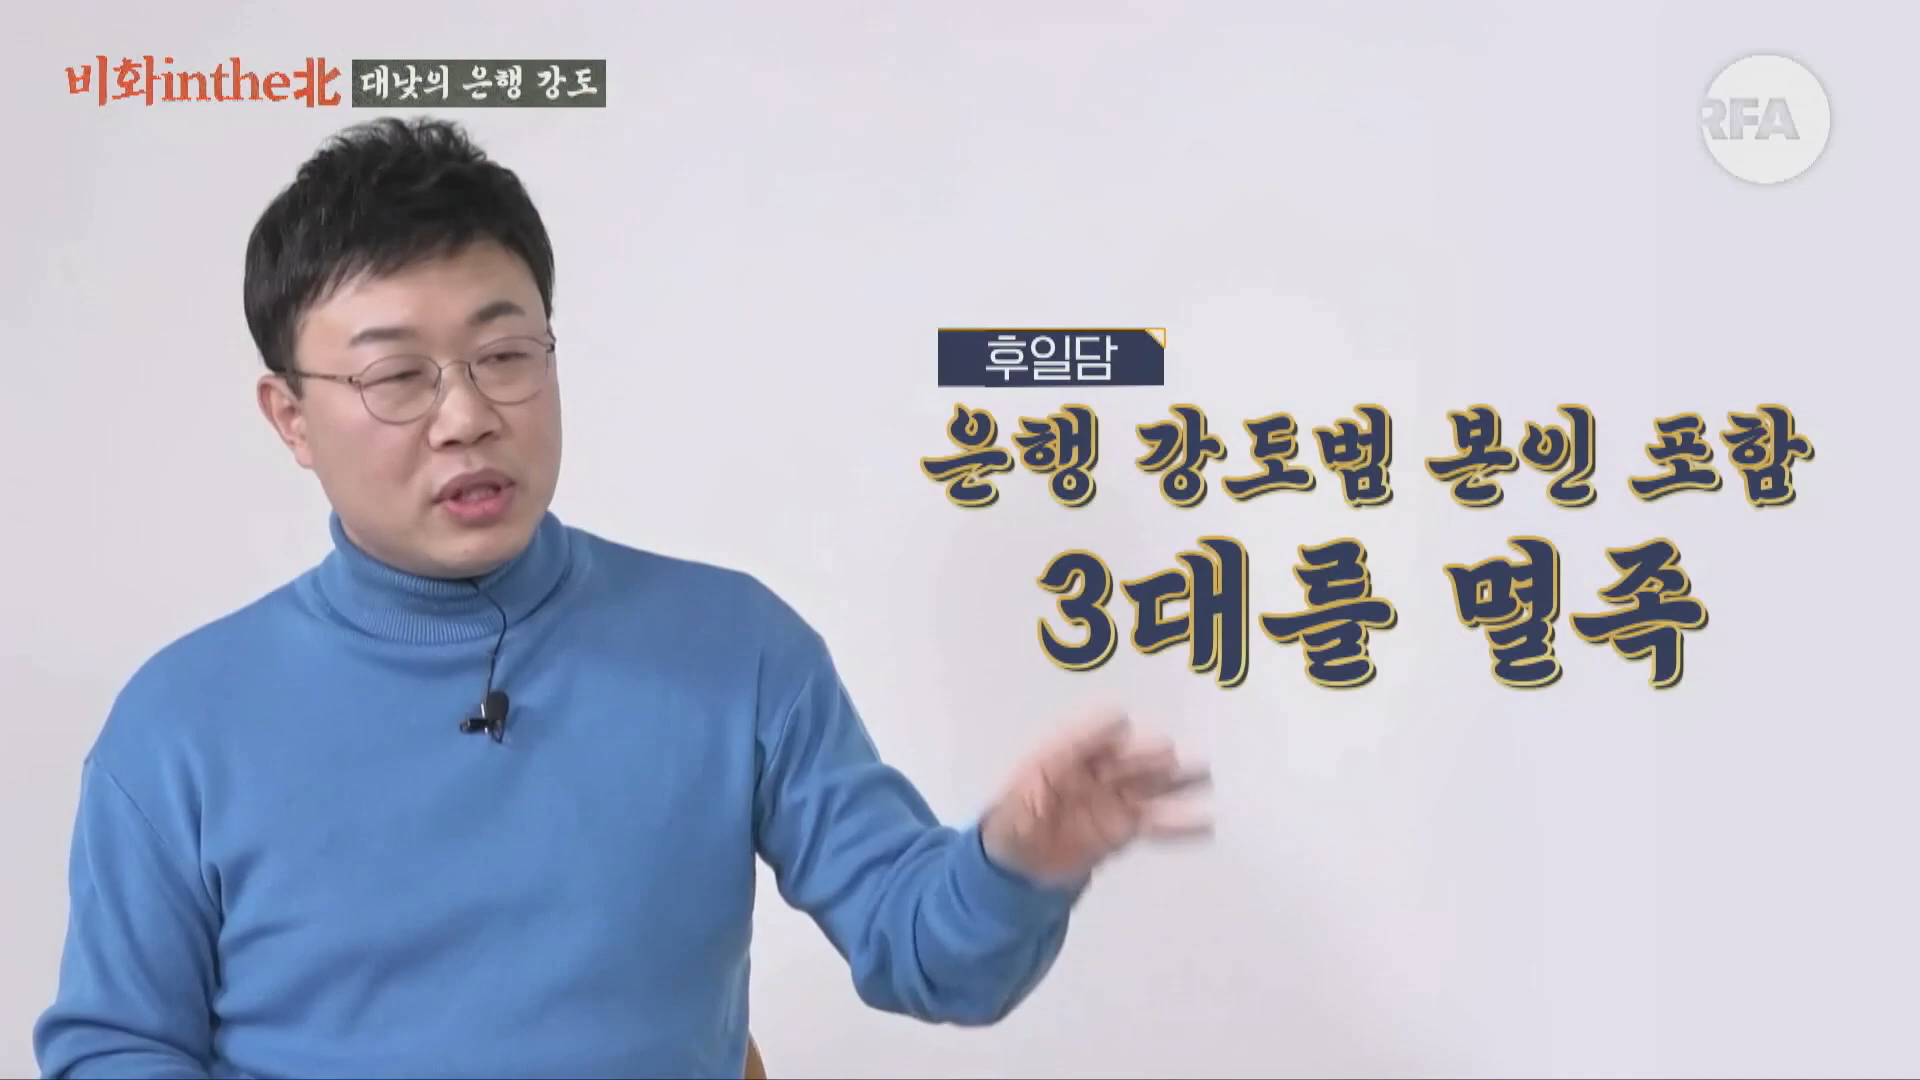 비화inthe北 대낮의 은행 강도
RFA
후일담
은행 강도범 본인 포함
3대를 멸족